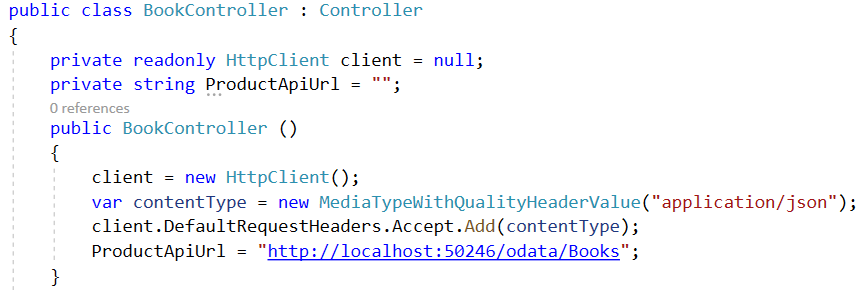 public class BookController : Controller
{
    private readonly HttpClient client = null;
    private string ProductApiUrl = "";
    0 references
    public BookController ()
    {
        client = new HttpClient();
        var contentType = new MediaTypeWithQualityHeaderValue("application/json");
        client.DefaultRequestHeaders.Accept.Add(contentType);
        ProductApiUrl = "http://localhost:50246/odata/Books";
    }